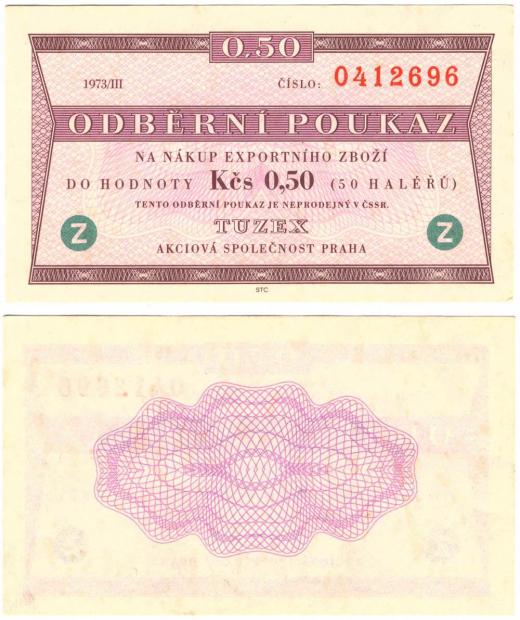 0,50
1973/III ČÍSLO: 0412696
ODBĚRNÍ POUKAZ
NA NÁKUP EXPORTNÍHO ZBOŽÍ
DO HODNOTY Kčs 0,50 (50 HALÉŘŮ)
TENTO ODBĚRNÍ POUKAZ JE NEPRODEJNÝ V ČSSR.
Z TUZEX Z
AKCIOVÁ SPOLEČNOST PRAHA
STC